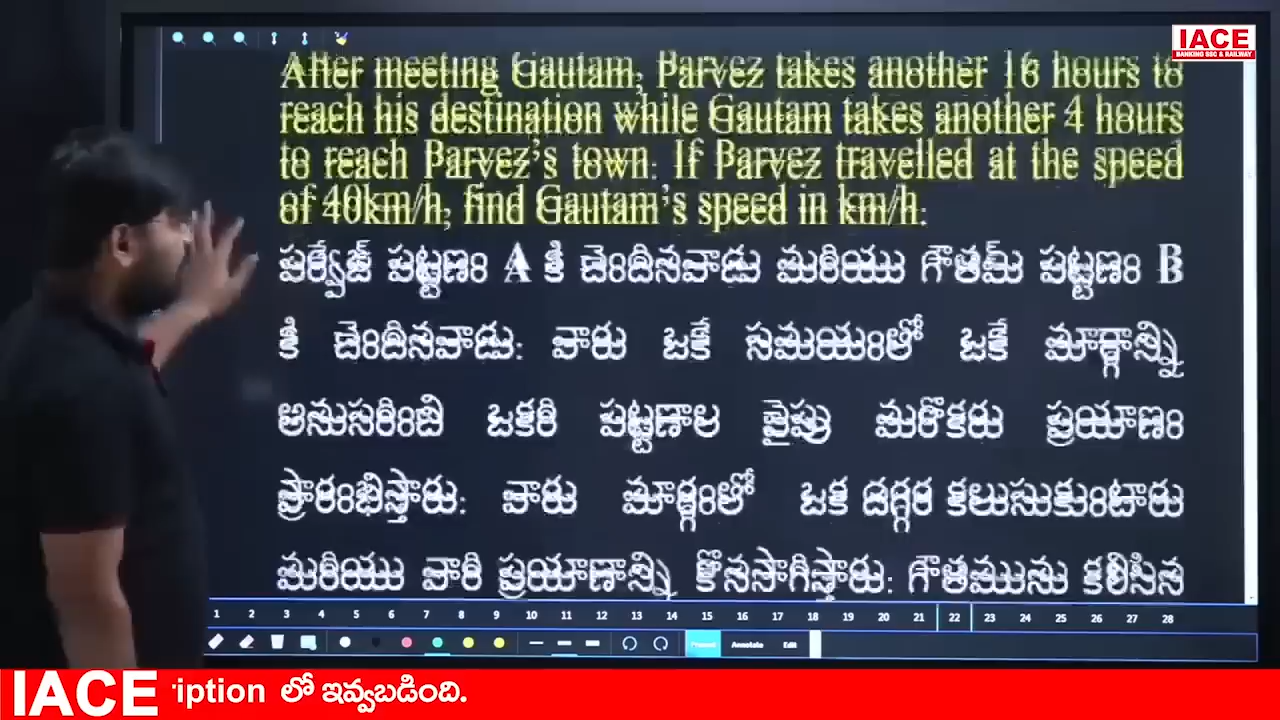 IACE
BANKING SSC & RAILWAY
After meeting Gautam, Parvez takes another 16 hours to
reach his destination while Gautam takes another 4 hours
to reach Parvez's town. If Parvez travelled at the speed
of 40km/h, find Gautam's speed in km/h.
పర్వేజ్ పట్టణం A కి చెందినవాడు మరియు గౌతమ్ పట్టణం B
కి చెందినవాడు. వారు ఒకే సమయంలో ఒకే మార్గాన్ని
అనుసరించి ఒకరి పట్టణాల వైపు మరొకరు ప్రయాణం
ప్రారంభిస్తారు. వారు మార్గంలో ఒక దగ్గర కలుసుకుంటారు
మరియు వారి ప్రయాణాన్ని కొనసాగిస్తారు. గౌతమును కలిసిన
1 2 3 4 5 6 7 8 9 10 11 12 13 14 15 16 17 18 19 20 21 22 23 24 25 26 27 28
Present Annotate Edit
IACE ription లో ఇవ్వబడింది.